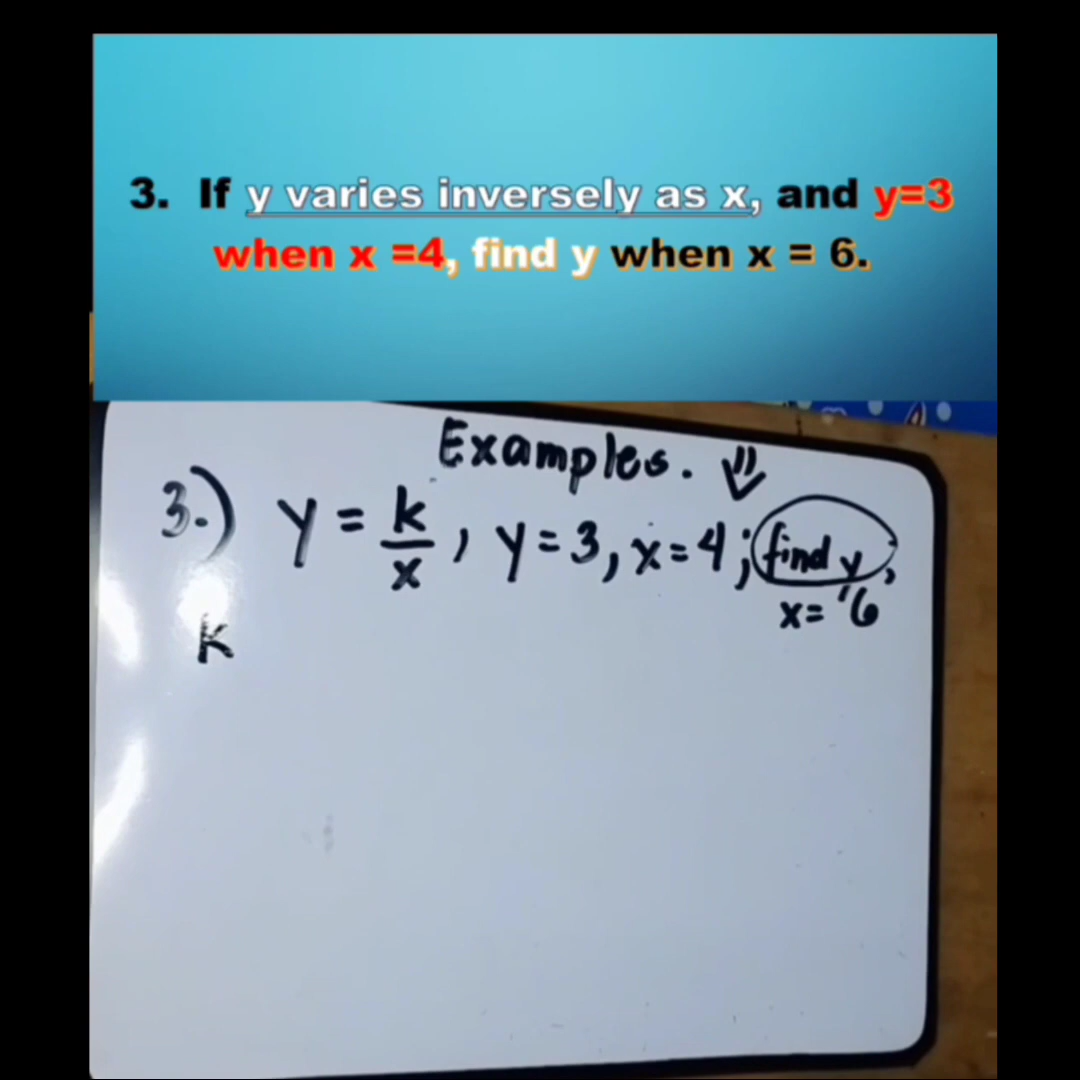 3. If y varies inversely as x, and y=3
when x =4, find y when x = 6.
Examples.
3.) y = k/x, y=3, x=4; find y,
x= 6
k